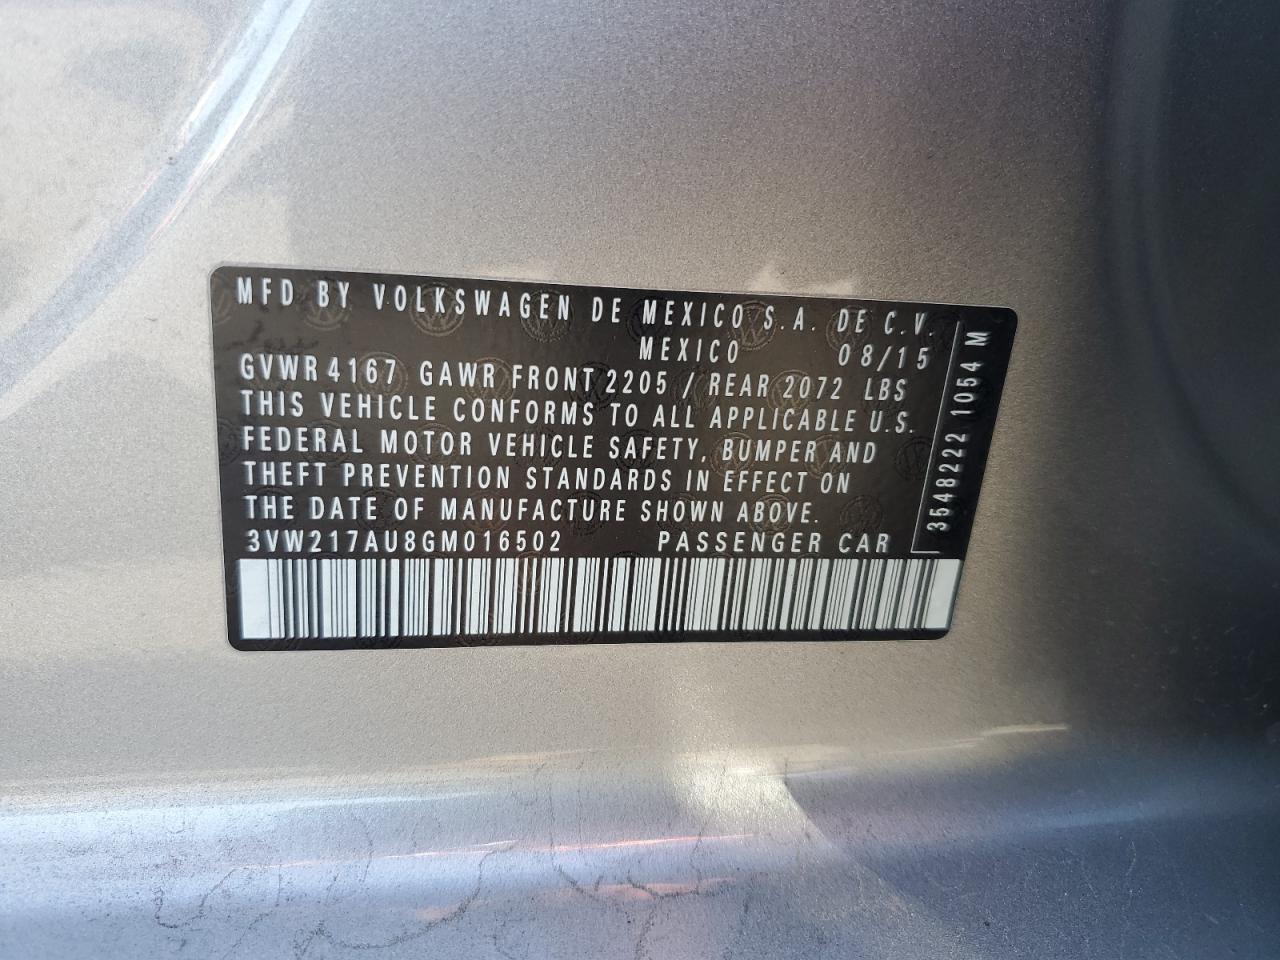 MFD BY VOLKSWAGEN DE MEXICO S.A. DE C.V.
MEXICO 08/15
GVWR 4167 GAWR FRONT 2205 / REAR 2072 LBS
THIS VEHICLE CONFORMS TO ALL APPLICABLE U.S.
FEDERAL MOTOR VEHICLE SAFETY, BUMPER AND
THEFT PREVENTION STANDARDS IN EFFECT ON
THE DATE OF MANUFACTURE SHOWN ABOVE.
3VW217AU8GM016502 PASSENGER CAR
3548222 1054 M